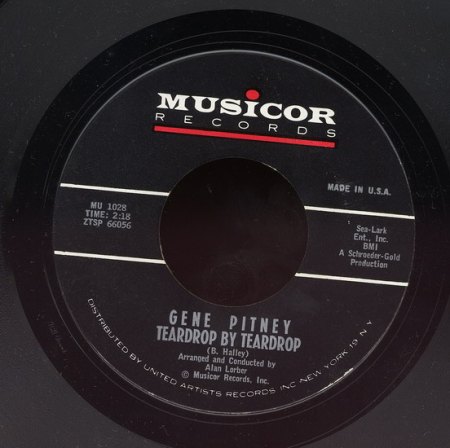 MUSICOR
RECORDS
MADE IN U.S.A.
MU 1028
TIME: 2:18
ZTSP 66056
Sea-Lark
Ent., Inc.
BMI
A Schroeder-Gold
Production
GENE PITNEY
TEARDROP BY TEARDROP
(B. Halley)
Arranged and Conducted by
Alan Lorber
© Musicor Records, Inc.
DISTRIBUTED BY UNITED ARTISTS RECORDS INC NEW YORK 19 N Y